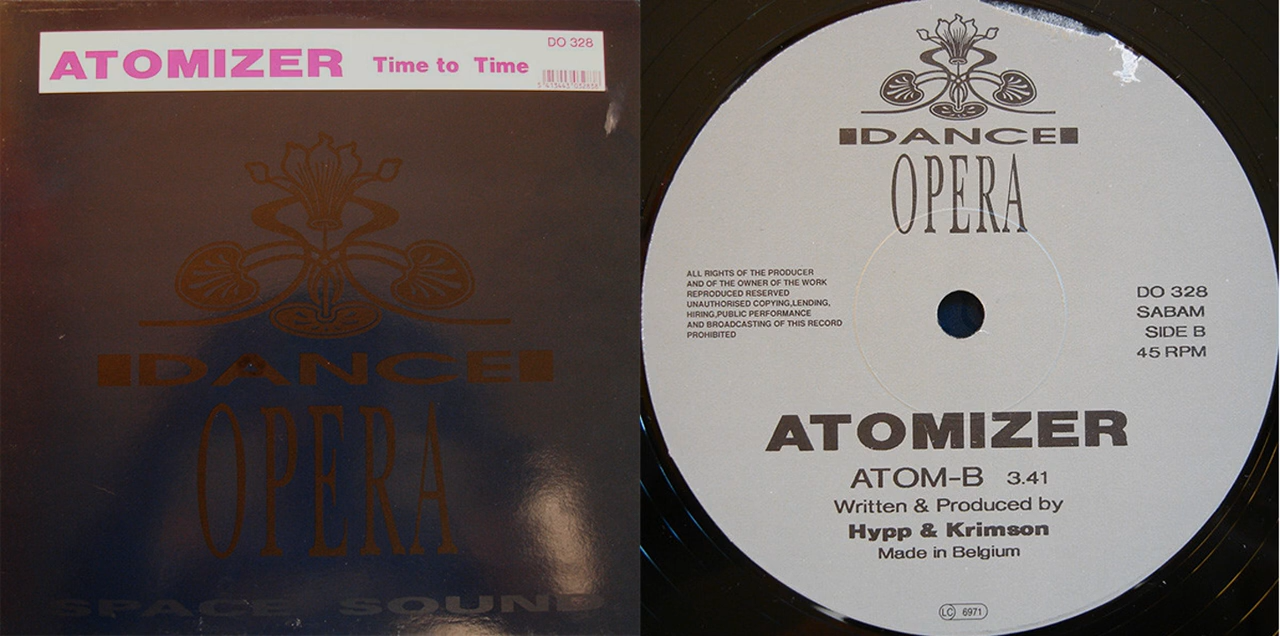 DO 328
ATOMIZER Time to Time
DANCE
OPERA
SPACE SOUND
DANCE
OPERA
ALL RIGHTS OF THE PRODUCER
AND OF THE OWNER OF THE WORK
REPRODUCED RESERVED
UNAUTHORISED COPYING,LENDING,
HIRING,PUBLIC PERFORMANCE
AND BROADCASTING OF THIS RECORD
PROHIBITED
DO 328
SABAM
SIDE B
45 RPM
ATOMIZER
ATOM-B 3.41
Written & Produced by
Hypp & Krimson
Made in Belgium
LC 6971